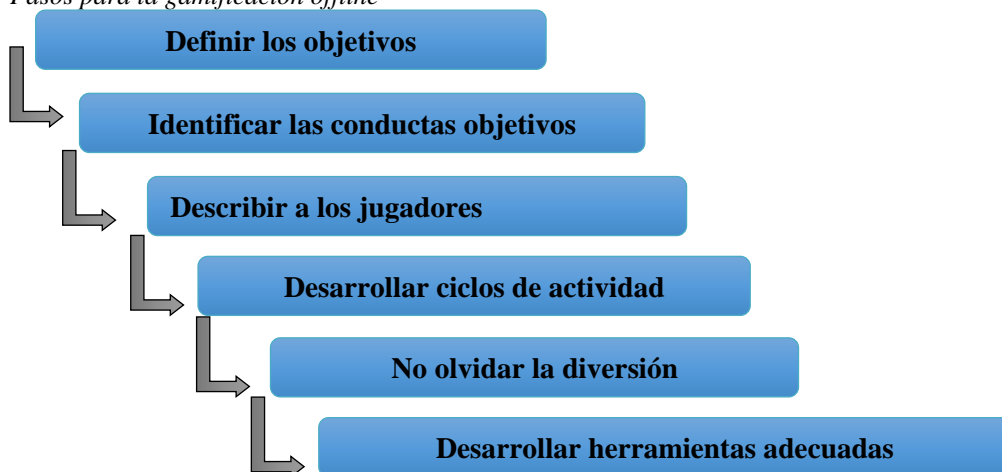 Pasos para la gamificación offline
Definir los objetivos
Identificar las conductas objetivos
Describir a los jugadores
Desarrollar ciclos de actividad
No olvidar la diversión
Desarrollar herramientas adecuadas